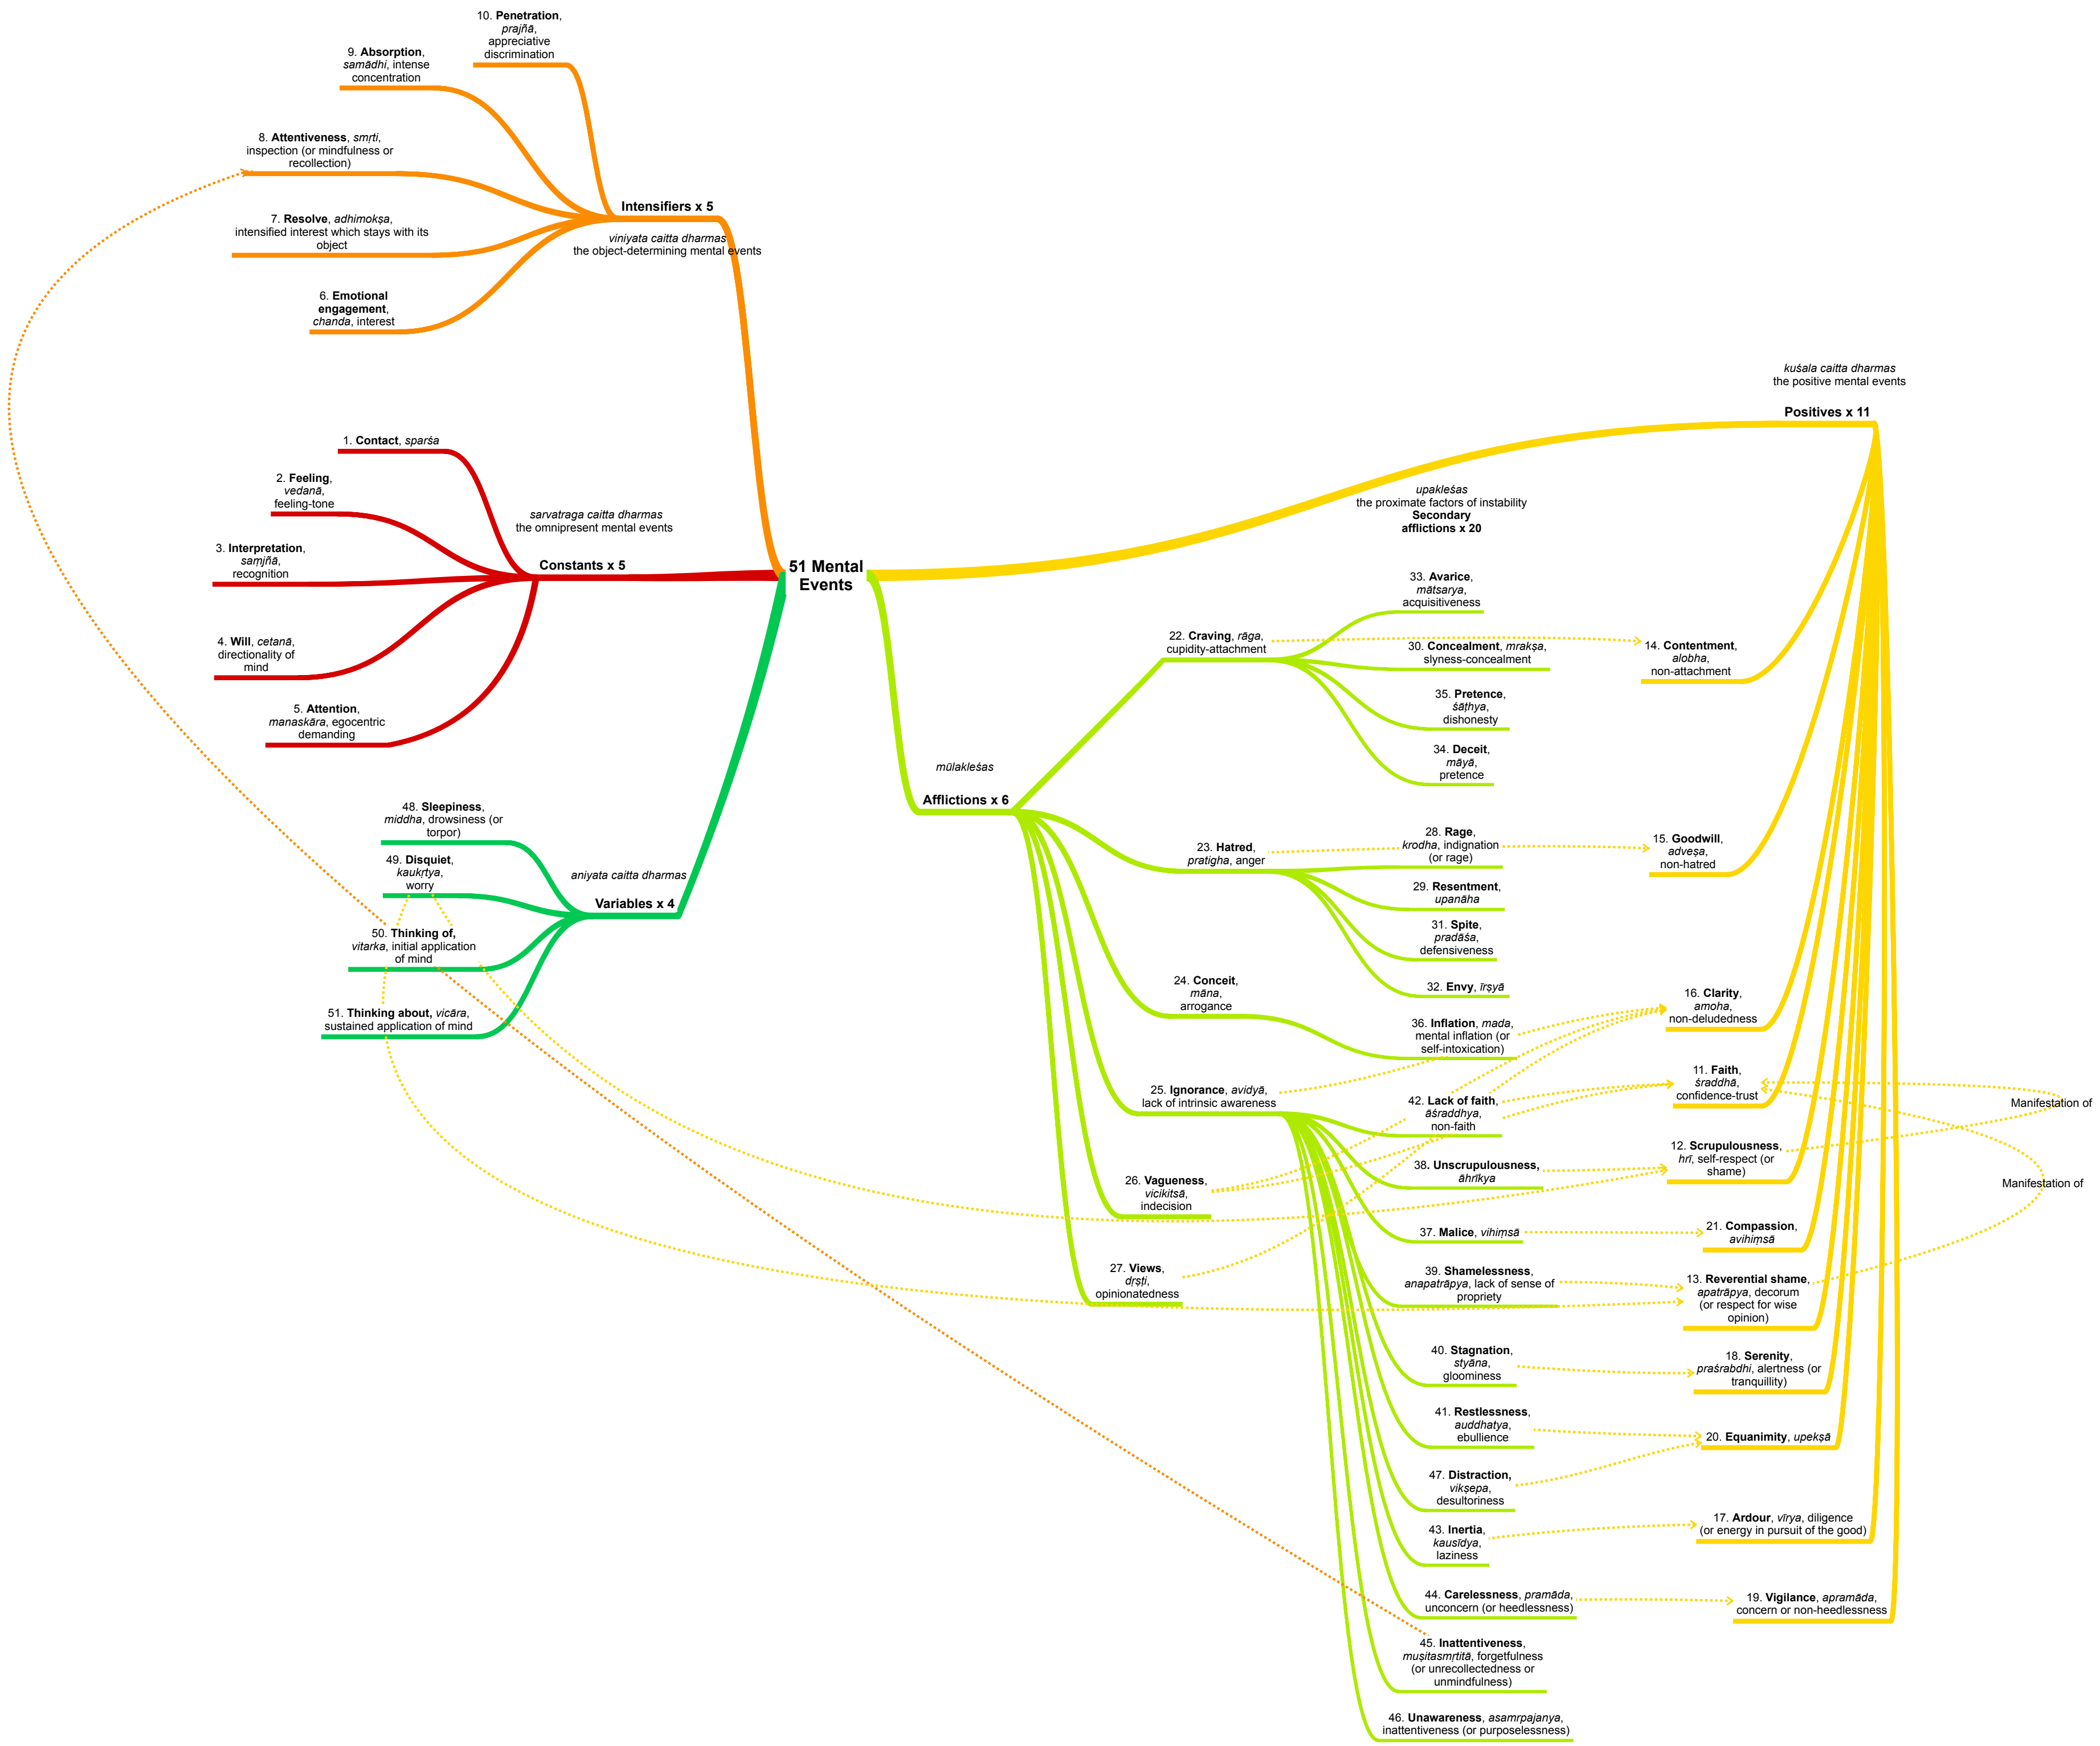 10. Penetration,
prajñā,
appreciative
discrimination
9. Absorption,
samādhi, intense
concentration
8. Attentiveness, smṛti,
inspection (or mindfulness or
recollection)
7. Resolve, adhimokṣa,
intensified interest which stays with its
object
6. Emotional
engagement,
chanda, interest
Intensifiers x 5
viniyata caitta dharmas
the object-determining mental events
1. Contact, sparśa
2. Feeling,
vedanā,
feeling-tone
3. Interpretation,
saṃjñā,
recognition
4. Will, cetanā,
directionality of
mind
5. Attention,
manaskāra, egocentric
demanding
sarvatraga caitta dharmas
the omnipresent mental events
Constants x 5
51 Mental
Events
48. Sleepiness,
middha, drowsiness (or
torpor)
49. Disquiet,
kaukṛtya,
worry
50. Thinking of,
vitarka, initial application
of mind
51. Thinking about, vicāra,
sustained application of mind
aniyata caitta dharmas
Variables x 4
kuśala caitta dharmas
the positive mental events
Positives x 11
upakleśas
the proximate factors of instability
Secondary
afflictions x 20
mūlakleśas
Afflictions x 6
22. Craving, rāga,
cupidity-attachment
33. Avarice,
mātsarya,
acquisitiveness
30. Concealment, mrakṣa,
slyness-concealment
35. Pretence,
śāṭhya,
dishonesty
34. Deceit,
māyā,
pretence
14. Contentment,
alobha,
non-attachment
23. Hatred,
pratigha, anger
28. Rage,
krodha, indignation
(or rage)
29. Resentment,
upanāha
31. Spite,
pradāśa,
defensiveness
32. Envy, īrṣyā
15. Goodwill,
adveṣa,
non-hatred
24. Conceit,
māna,
arrogance
36. Inflation, mada,
mental inflation (or
self-intoxication)
16. Clarity,
amoha,
non-deludedness
25. Ignorance, avidyā,
lack of intrinsic awareness
42. Lack of faith,
āśraddhya,
non-faith
11. Faith,
śraddhā,
confidence-trust
Manifestation of
38. Unscrupulousness,
āhrīkya
12. Scrupulousness,
hrī, self-respect (or
shame)
Manifestation of
26. Vagueness,
vicikitsā,
indecision
37. Malice, vihiṃsā
21. Compassion,
avihiṃsā
27. Views,
dṛṣṭi,
opinionatedness
39. Shamelessness,
anapatrāpya, lack of sense of
propriety
13. Reverential shame,
apatrāpya, decorum
(or respect for wise
opinion)
40. Stagnation,
styāna,
gloominess
18. Serenity,
praśrabdhi, alertness (or
tranquillity)
41. Restlessness,
auddhatya,
ebullience
20. Equanimity, upekṣā
47. Distraction,
vikṣepa,
desultoriness
43. Inertia,
kausīdya,
laziness
17. Ardour, vīrya, diligence
(or energy in pursuit of the good)
44. Carelessness, pramāda,
unconcern (or heedlessness)
19. Vigilance, apramāda,
concern or non-heedlessness
45. Inattentiveness,
muṣitasmṛtitā, forgetfulness
(or unrecollectedness or
unmindfulness)
46. Unawareness, asamrpajanya,
inattentiveness (or purposelessness)